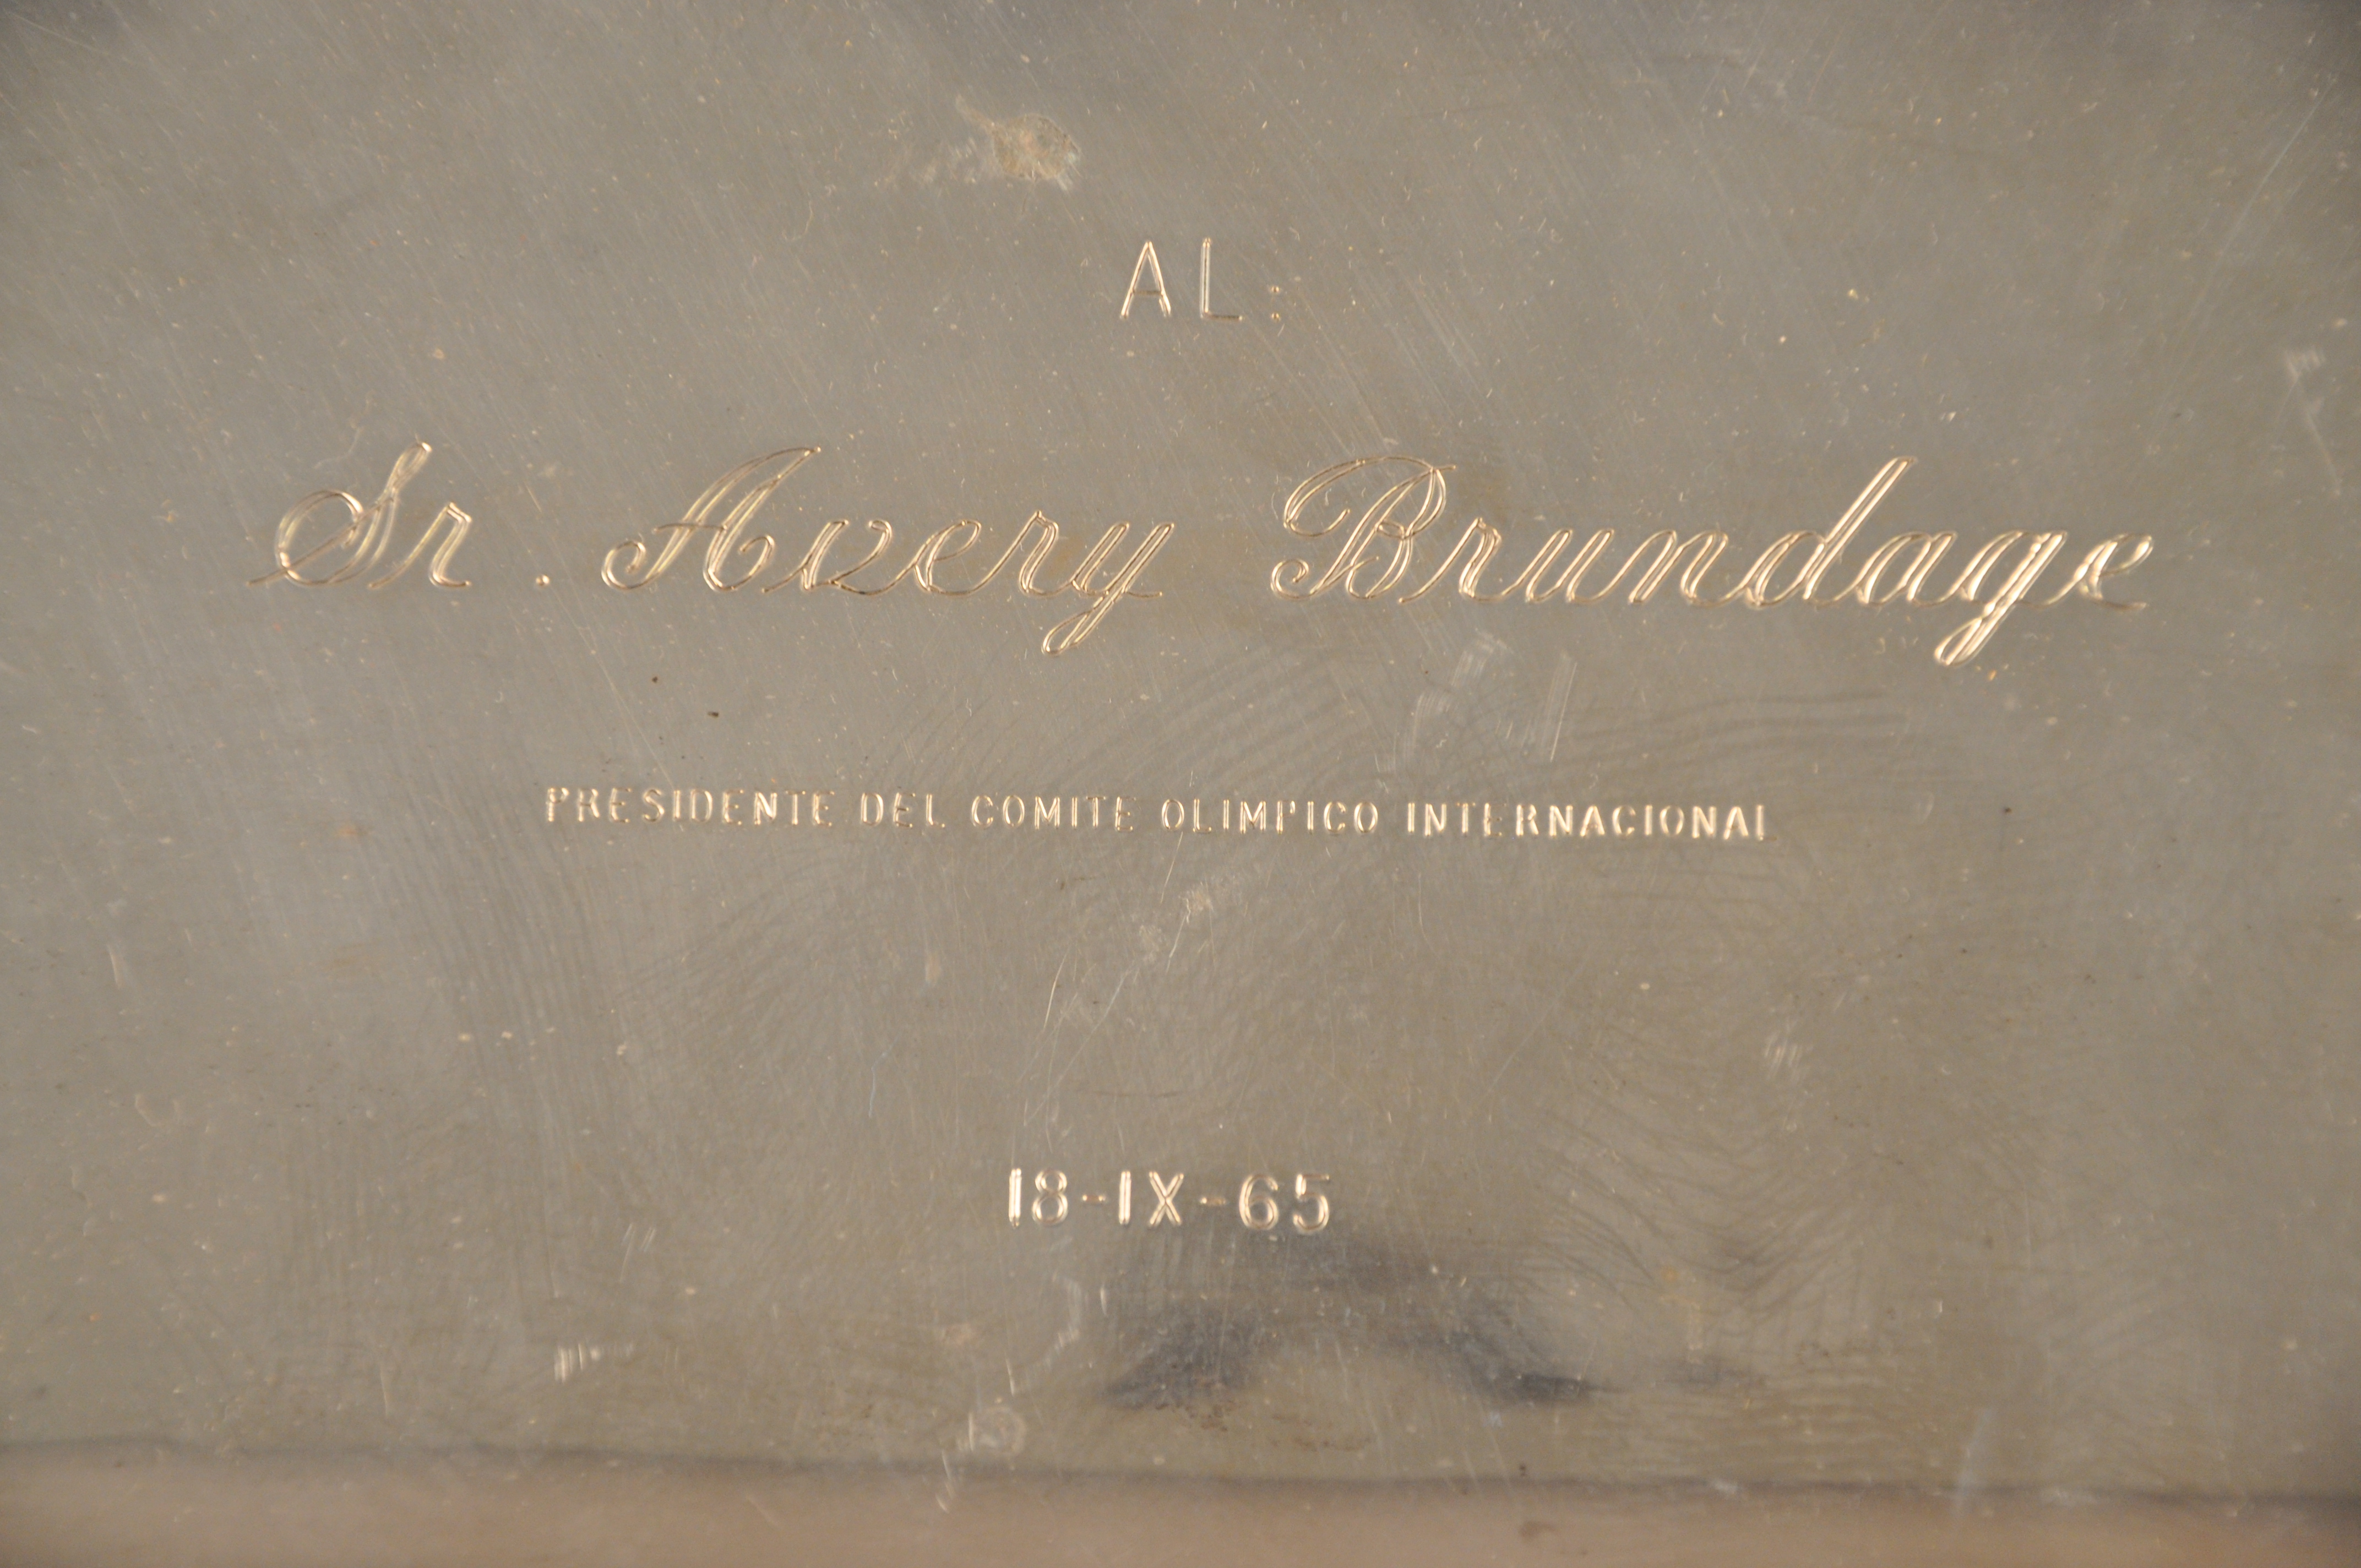 AL:
Sr. Avery Brundage
PRESIDENTE DEL COMITE OLIMPICO INTERNACIONAL
18-IX-65